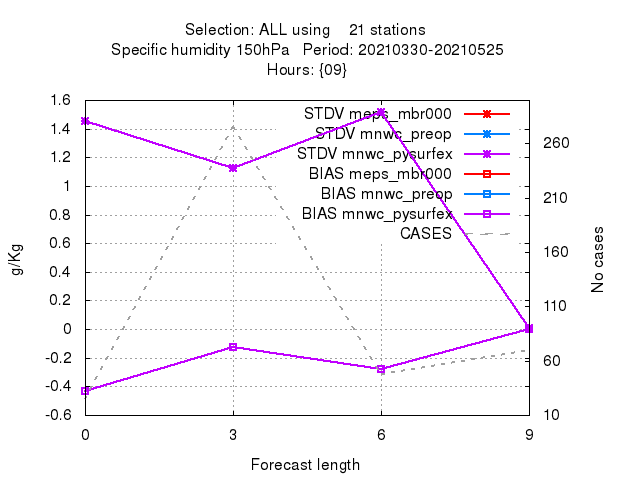 Selection: ALL using    21 stations
Specific humidity 150hPa   Period: 20210330-20210525
Hours: {09}
1.6
1.4
1.2
1
0.8
0.6
0.4
0.2
0
-0.2
-0.4
-0.6
g/Kg
STDV meps_mbr000
STDV mnwc_preop
STDV mnwc_pysurfex
BIAS meps_mbr000
BIAS mnwc_preop
BIAS mnwc_pysurfex
CASES
260
210
160
110
60
10
No cases
0 3 6 9
Forecast length